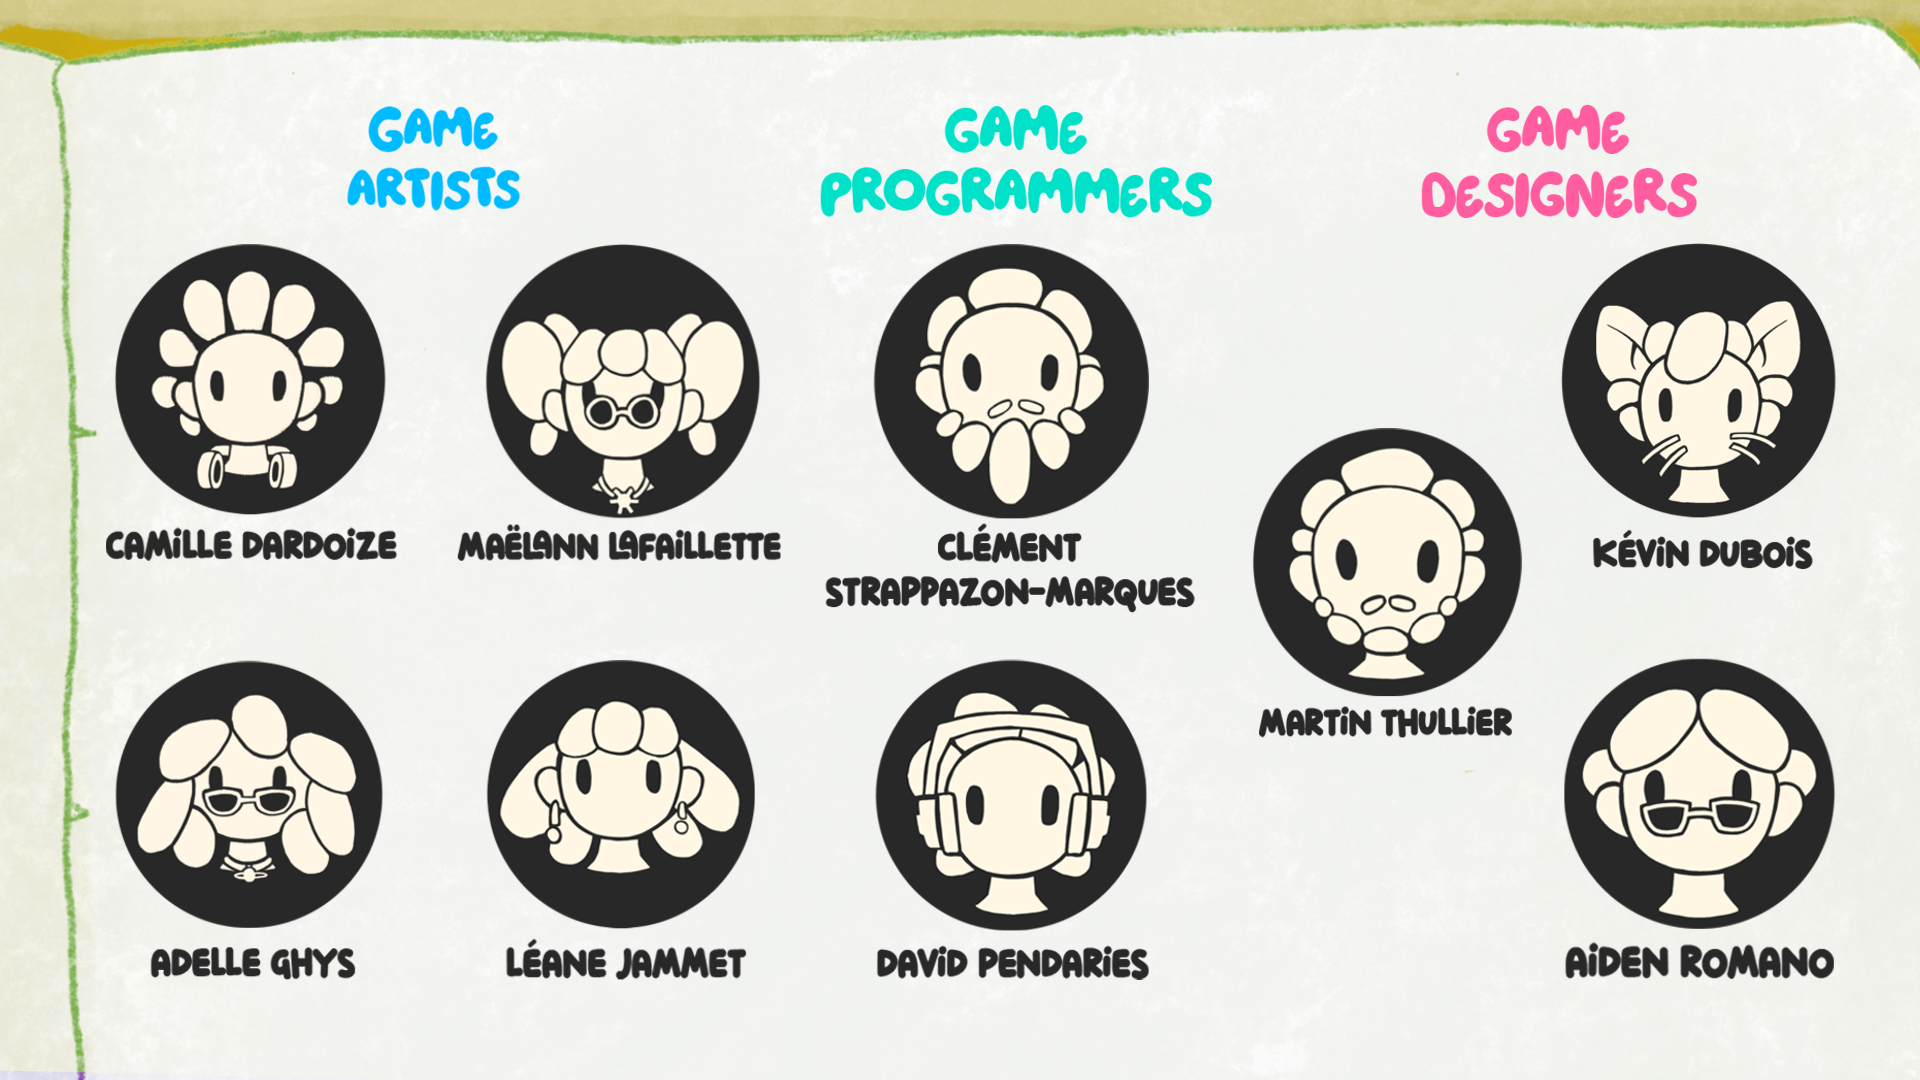 GAME
ARTISTS
CAMiLLE DARDOiZE
MAËLANN LAFAiLLETTE
ADELLE GHYS
LÉANE JAMMET
GAME
PROGRAMMERS
CLÉMENT
STRAPPAZON-MARQUES
DAViD PENDARiES
GAME
DESIGNERS
MARTiN THULLiER
KÉViN DUBOiS
AiDEN ROMANO